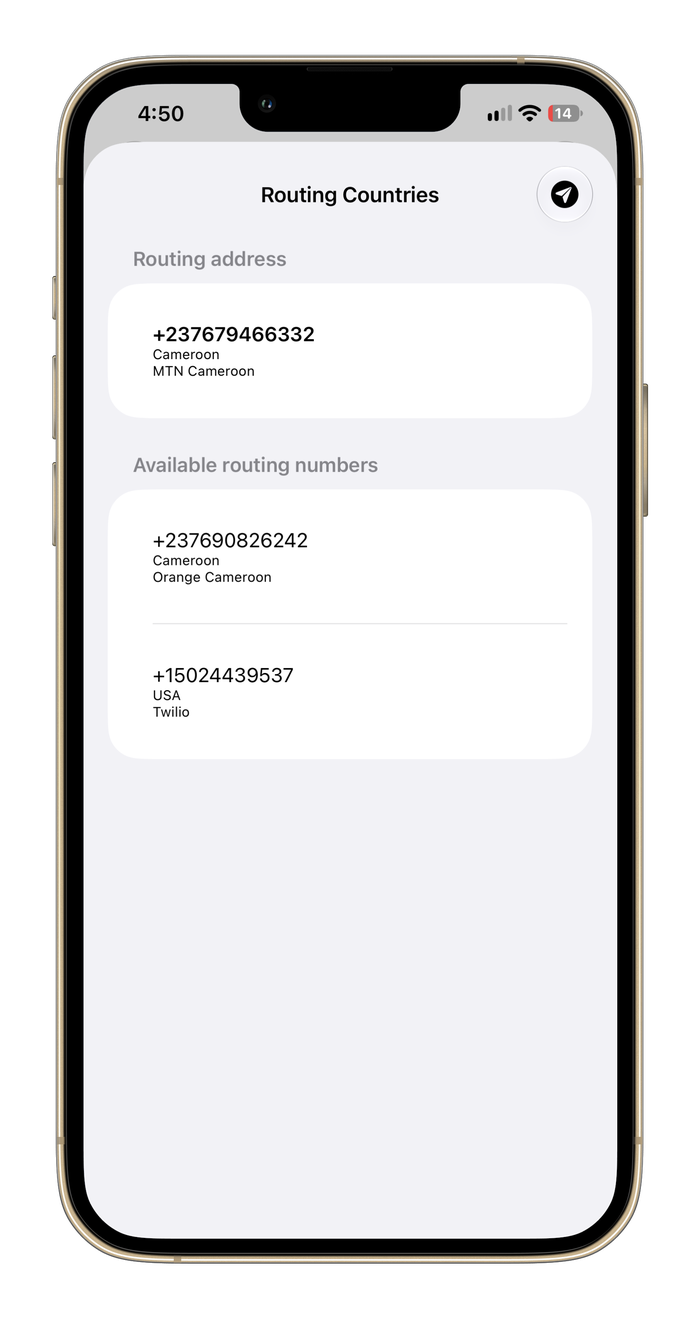 4:50
14
Routing Countries
Routing address
+237679466332
Cameroon
MTN Cameroon
Available routing numbers
+237690826242
Cameroon
Orange Cameroon
+15024439537
USA
Twilio